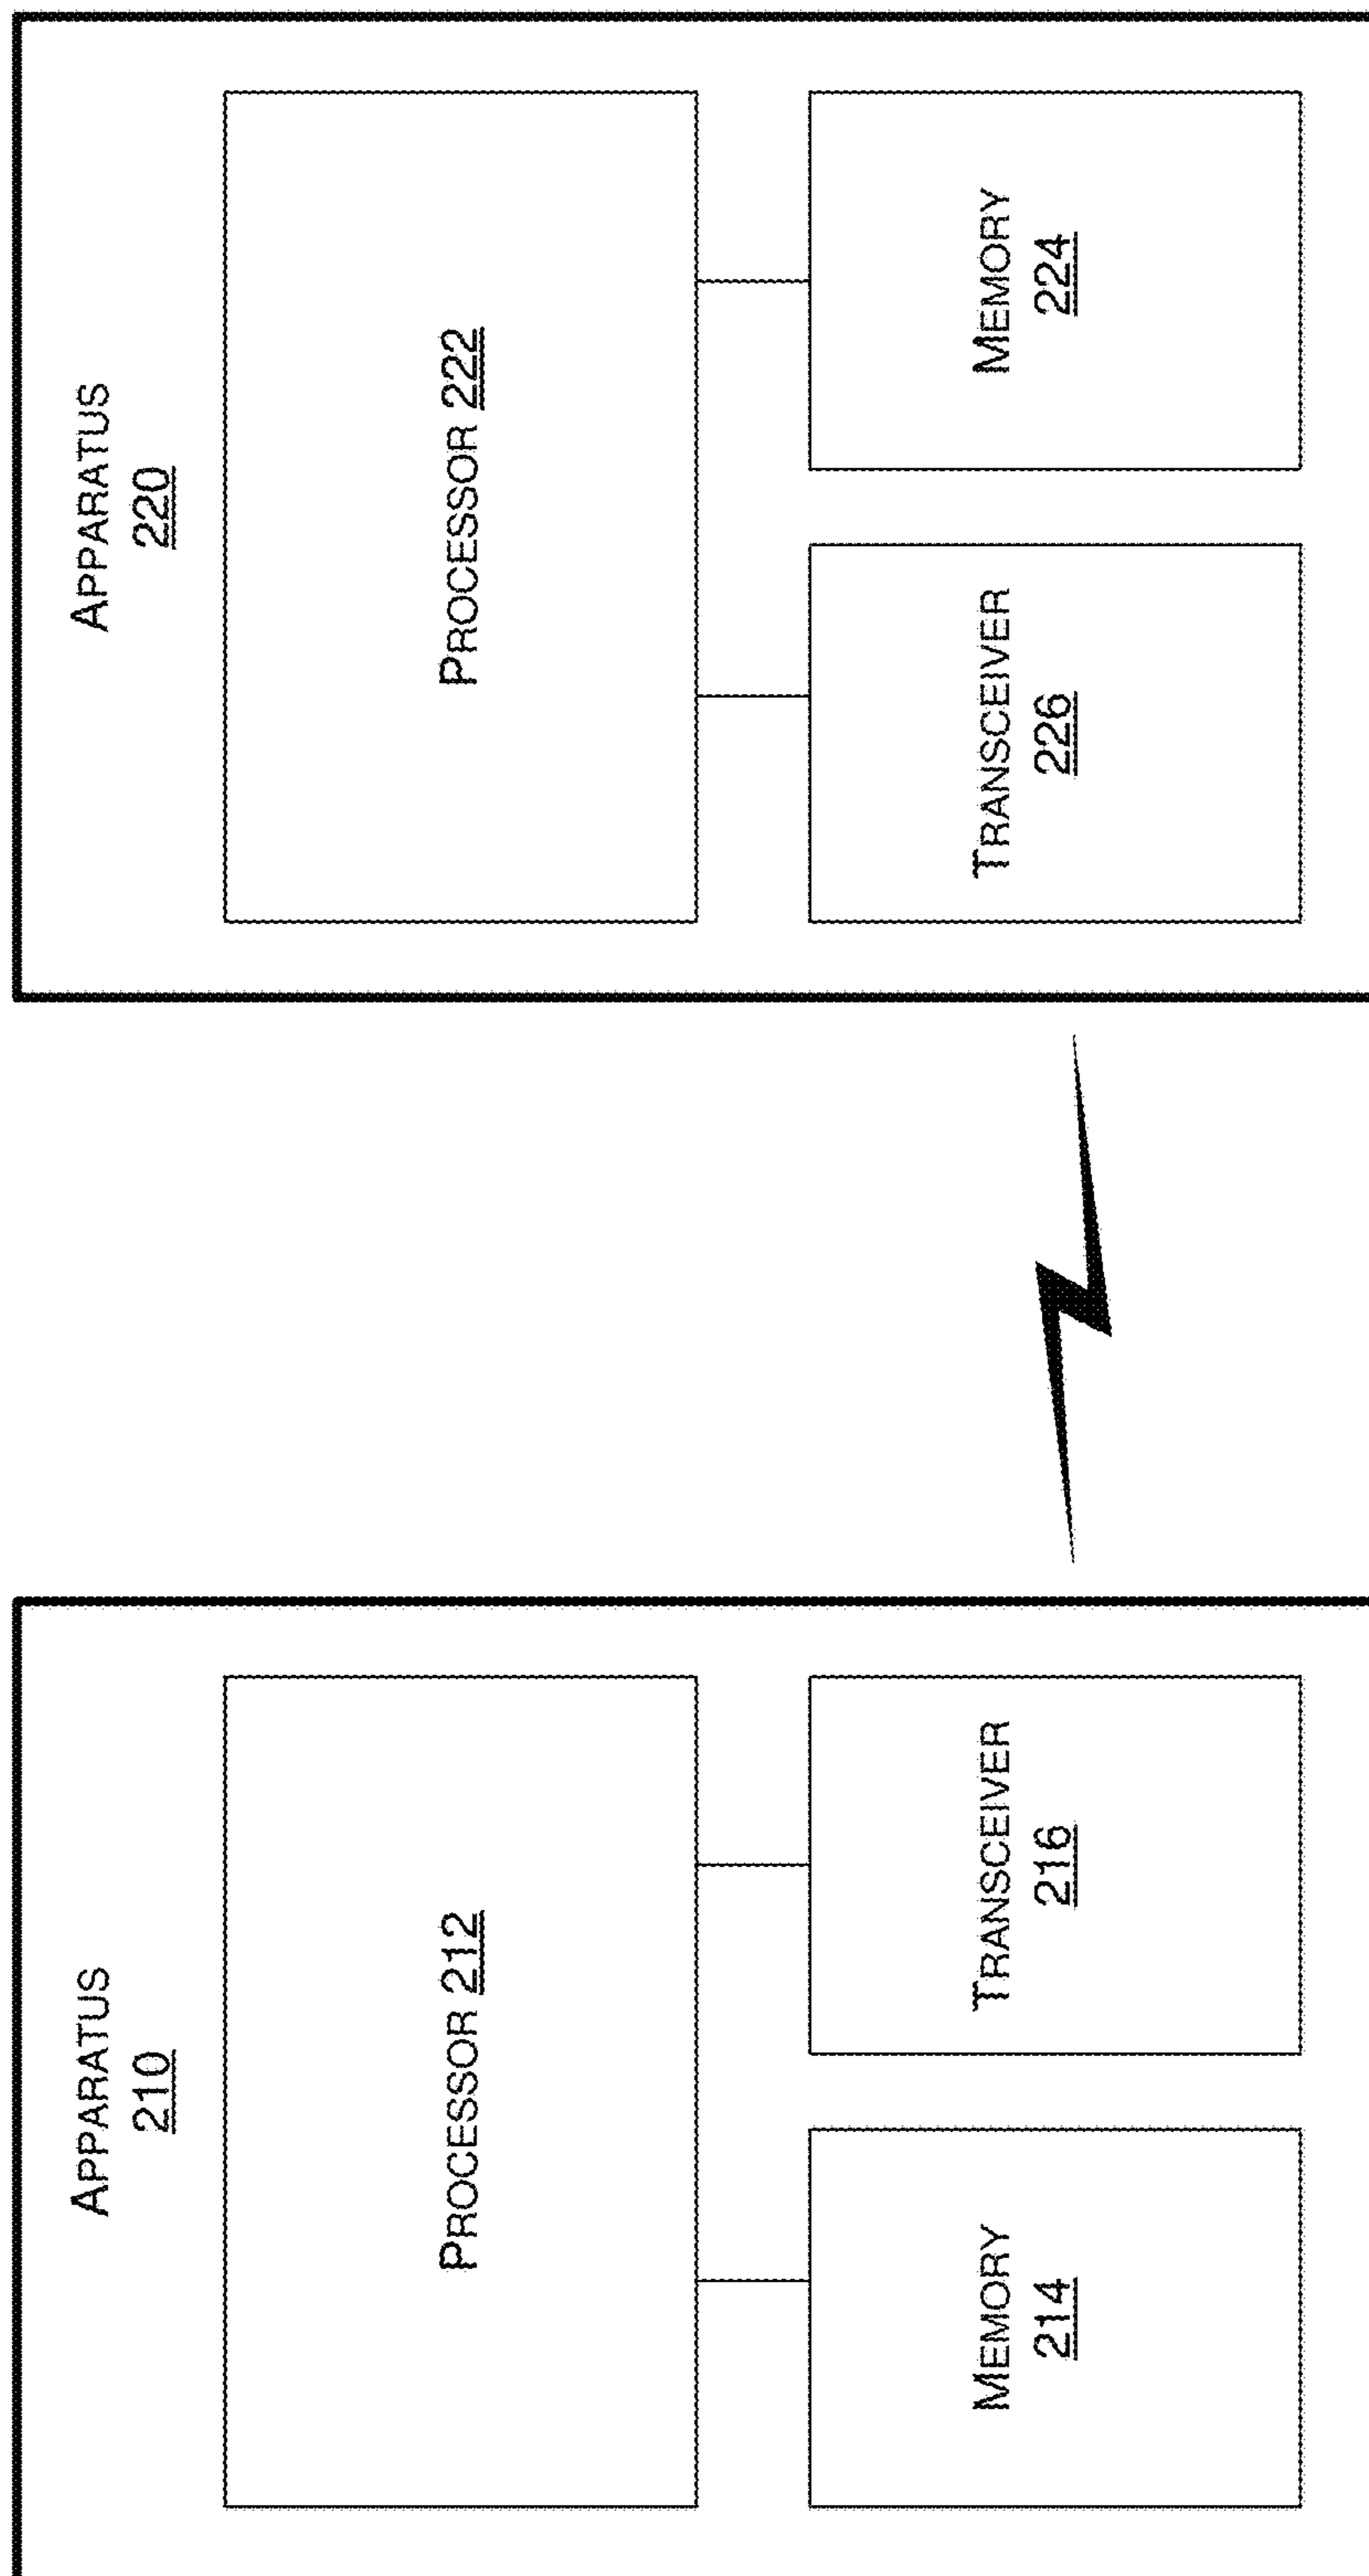 APPARATUS
210
PROCESSOR 212
MEMORY
214
TRANSCEIVER
216
APPARATUS
220
PROCESSOR 222
TRANSCEIVER
226
MEMORY
224